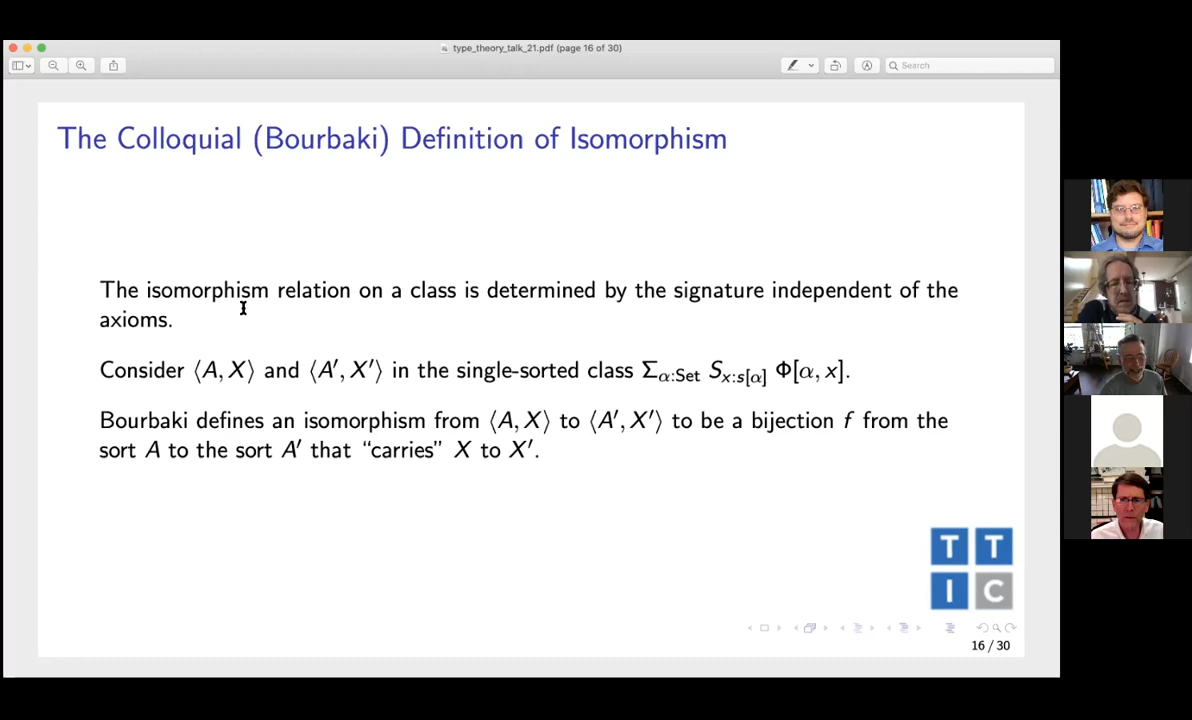 type_theory_talk_21.pdf (page 16 of 30)
Search
The Colloquial (Bourbaki) Definition of Isomorphism
The isomorphism relation on a class is determined by the signature independent of the
axioms.
Consider ⟨A, X⟩ and ⟨A′, X′⟩ in the single-sorted class Σα:Set Sx:s[α] Φ[α, x].
Bourbaki defines an isomorphism from ⟨A, X⟩ to ⟨A′, X′⟩ to be a bijection f from the
sort A to the sort A′ that “carries” X to X′.
T T
I C
16 / 30